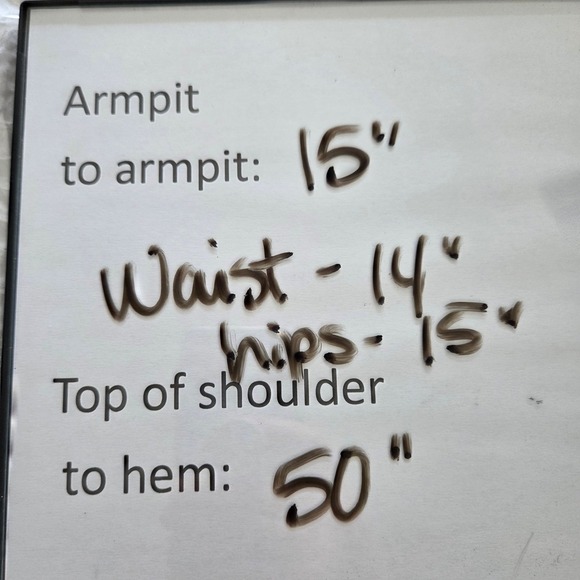 Armpit
to armpit: 15"
Waist - 14"
hips - 15"
Top of shoulder
to hem: 50"